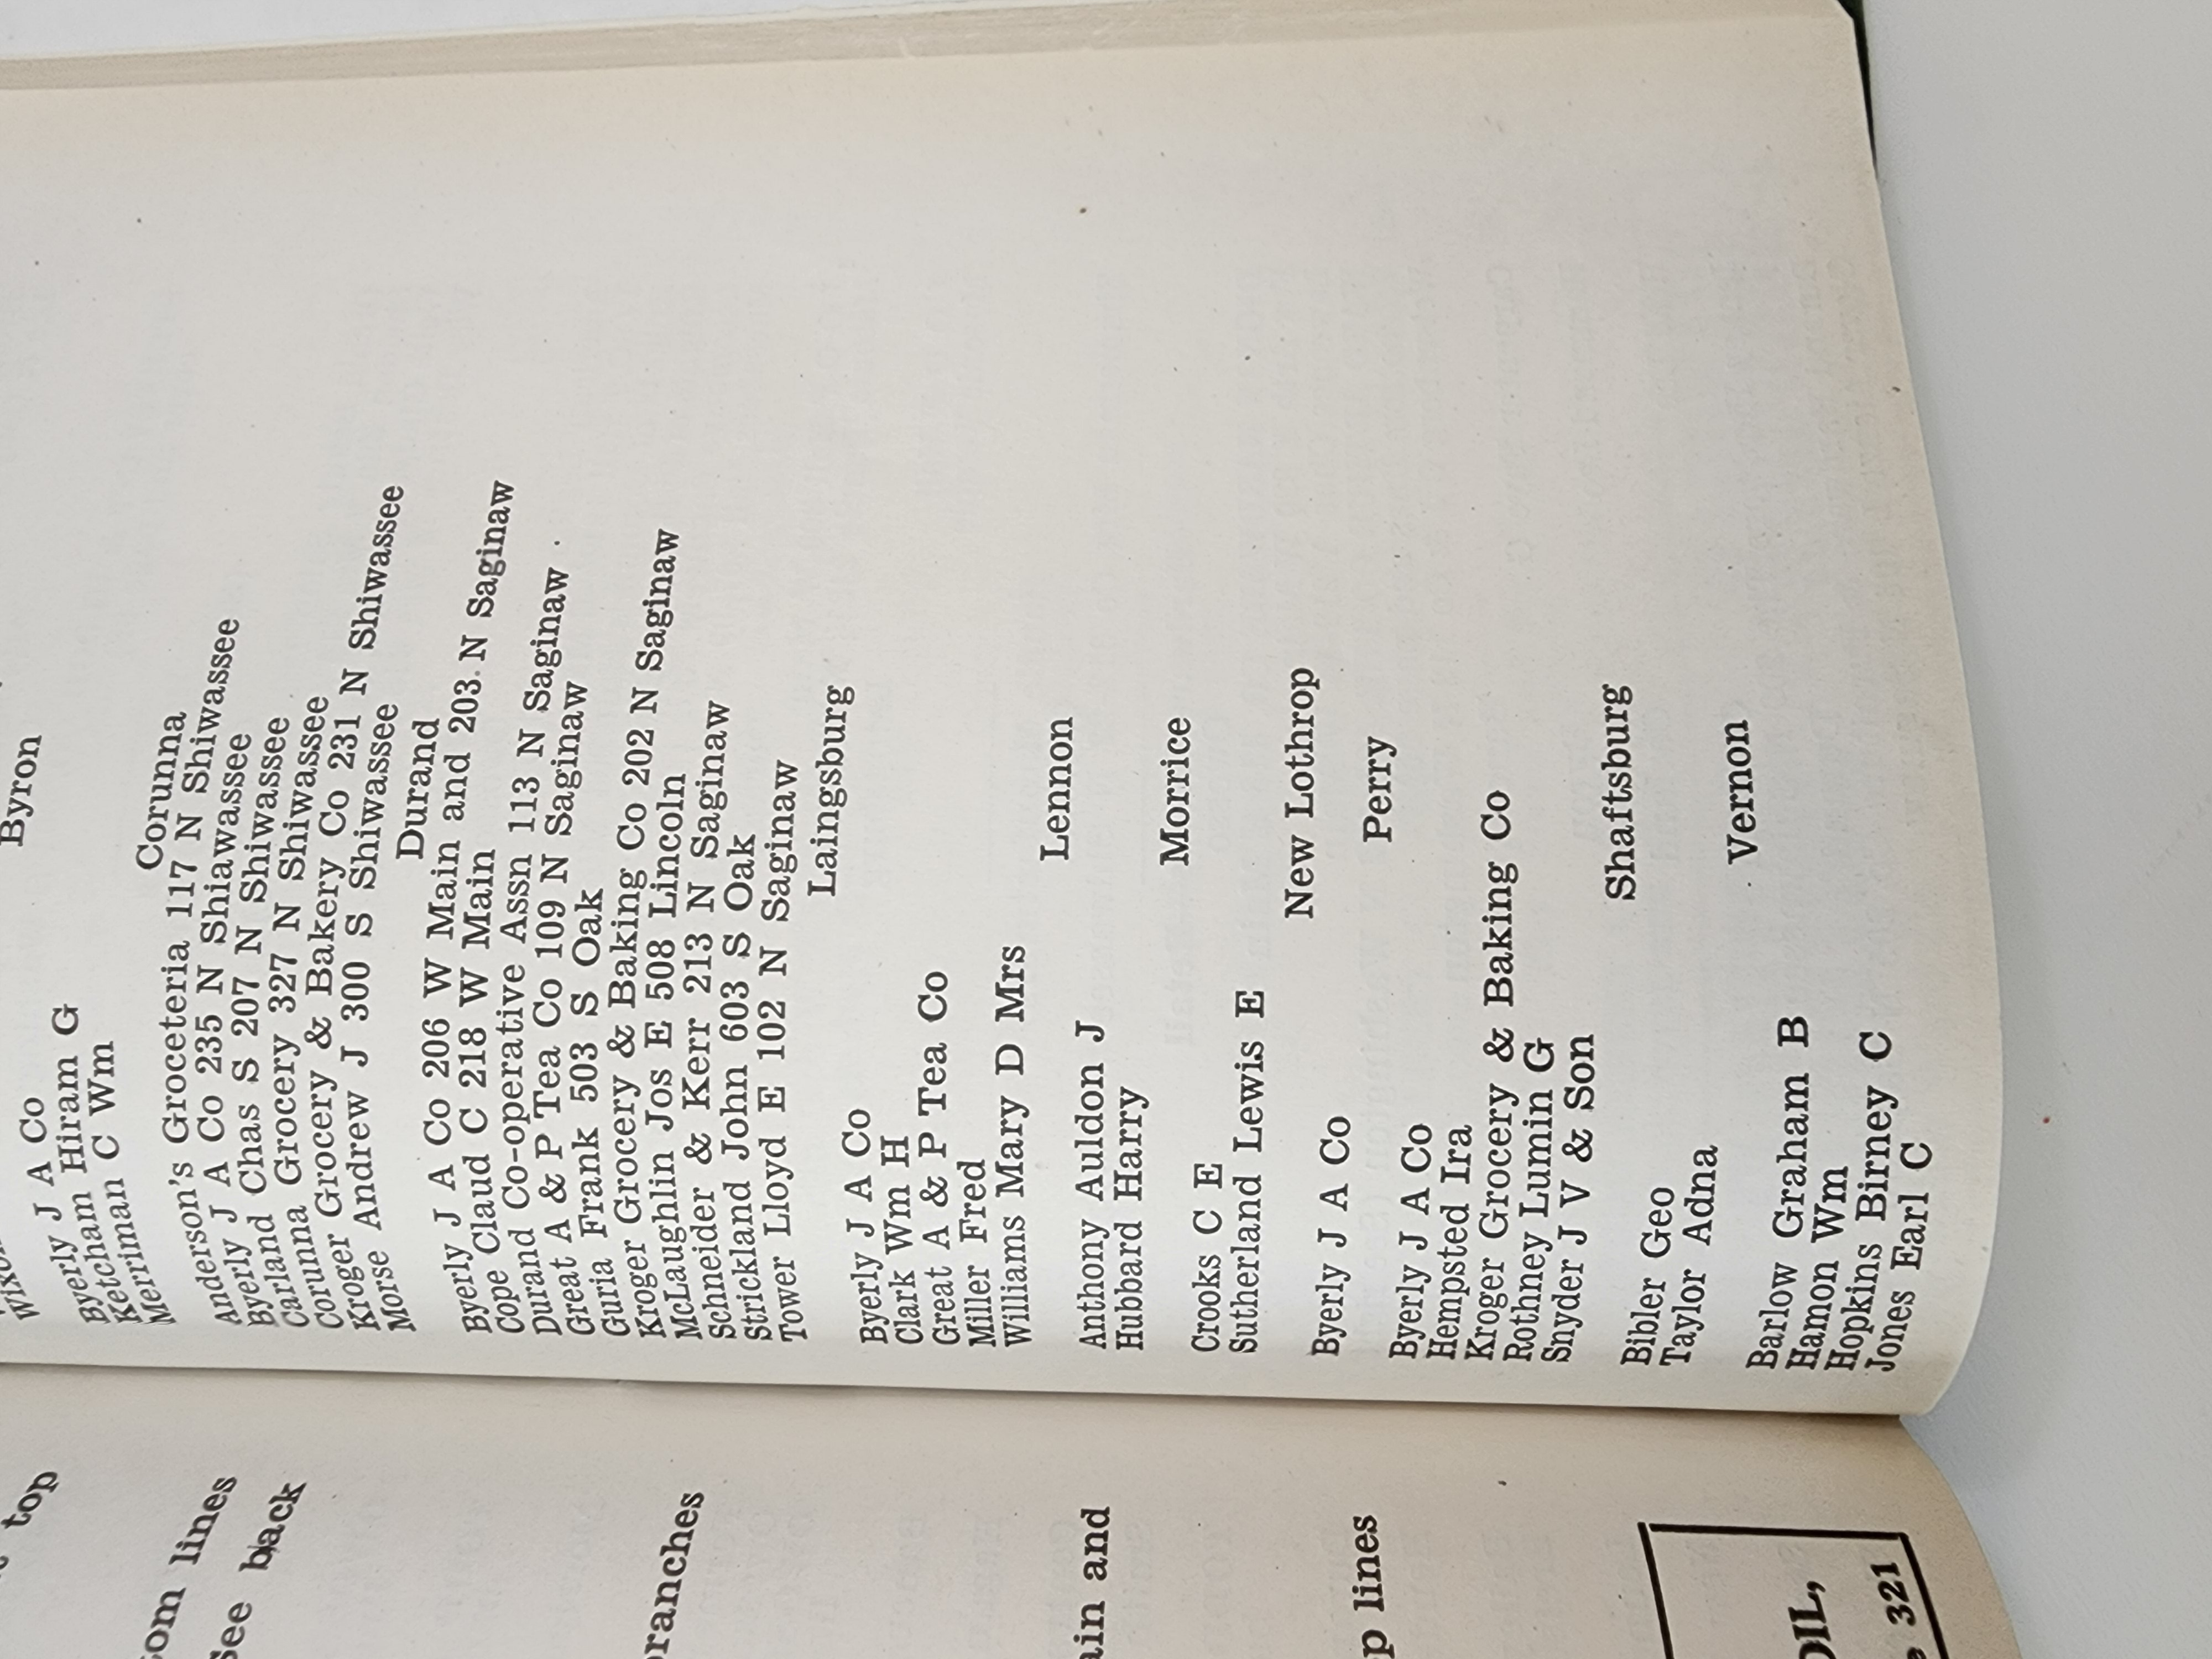 Byron
Byerly J A Co
Ketcham Hiram G
Merriman C Wm
Corunna
Anderson's Groceteria 117 N Shiwassee
Byerly J A Co 235 N Shiawassee
Chas S 207 N Shiwassee
Corunna Grocery 327 N Shiwassee
Kroger Grocery & Bakery Co 231 N Shiwassee
Morse Andrew J 300 S Shiwassee
Durand
Byerly J A Co 206 W Main and 203 N Saginaw
Cope Claud C 218 W Main
Durand Co-operative Assn 113 N Saginaw
Great A & P Tea Co 109 N Saginaw
Guria Frank 503 S Oak
Kroger Grocery & Baking Co 202 N Saginaw
McLaughlin Jos E 508 Lincoln
Schneider & Kerr 213 N Saginaw
Strickland John 603 S Oak
Tower Lloyd E 102 N Saginaw
Laingsburg
Byerly J A Co
Clark Wm H
Great A & P Tea Co
Miller Fred
Williams Mary D Mrs
Lennon
Anthony Auldon J
Hubbard Harry
Morrice
Crooks C E
Sutherland Lewis E
New Lothrop
Byerly J A Co
Perry
Byerly J A Co
Hempsted Ira
Kroger Grocery & Baking Co
Rothney Lumin G
Snyder J V & Son
Shaftsburg
Bibler Geo
Taylor Adna
Vernon
Barlow Graham B
Hamon Wm
Hopkins Birney C
Jones Earl C
top
om lines
see back
ranches
ain and
p lines
OIL,
321